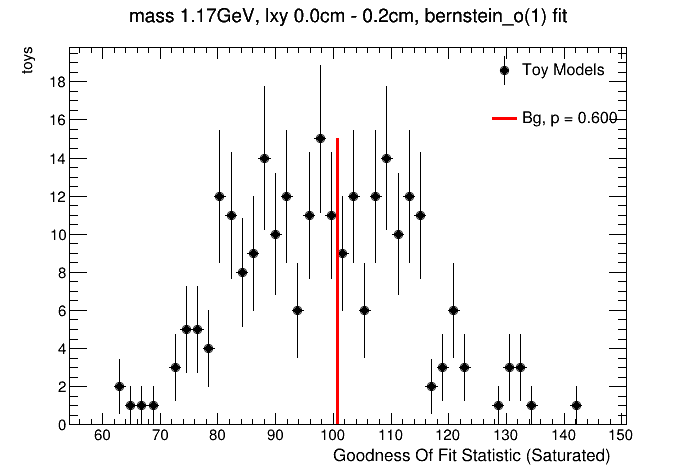 mass 1.17GeV, lxy 0.0cm - 0.2cm, bernstein_o(1) fit
toys
Toy Models
Bg, p = 0.600
18
16
14
12
10
8
6
4
2
0
60 70 80 90 100 110 120 130 140 150
Goodness Of Fit Statistic (Saturated)